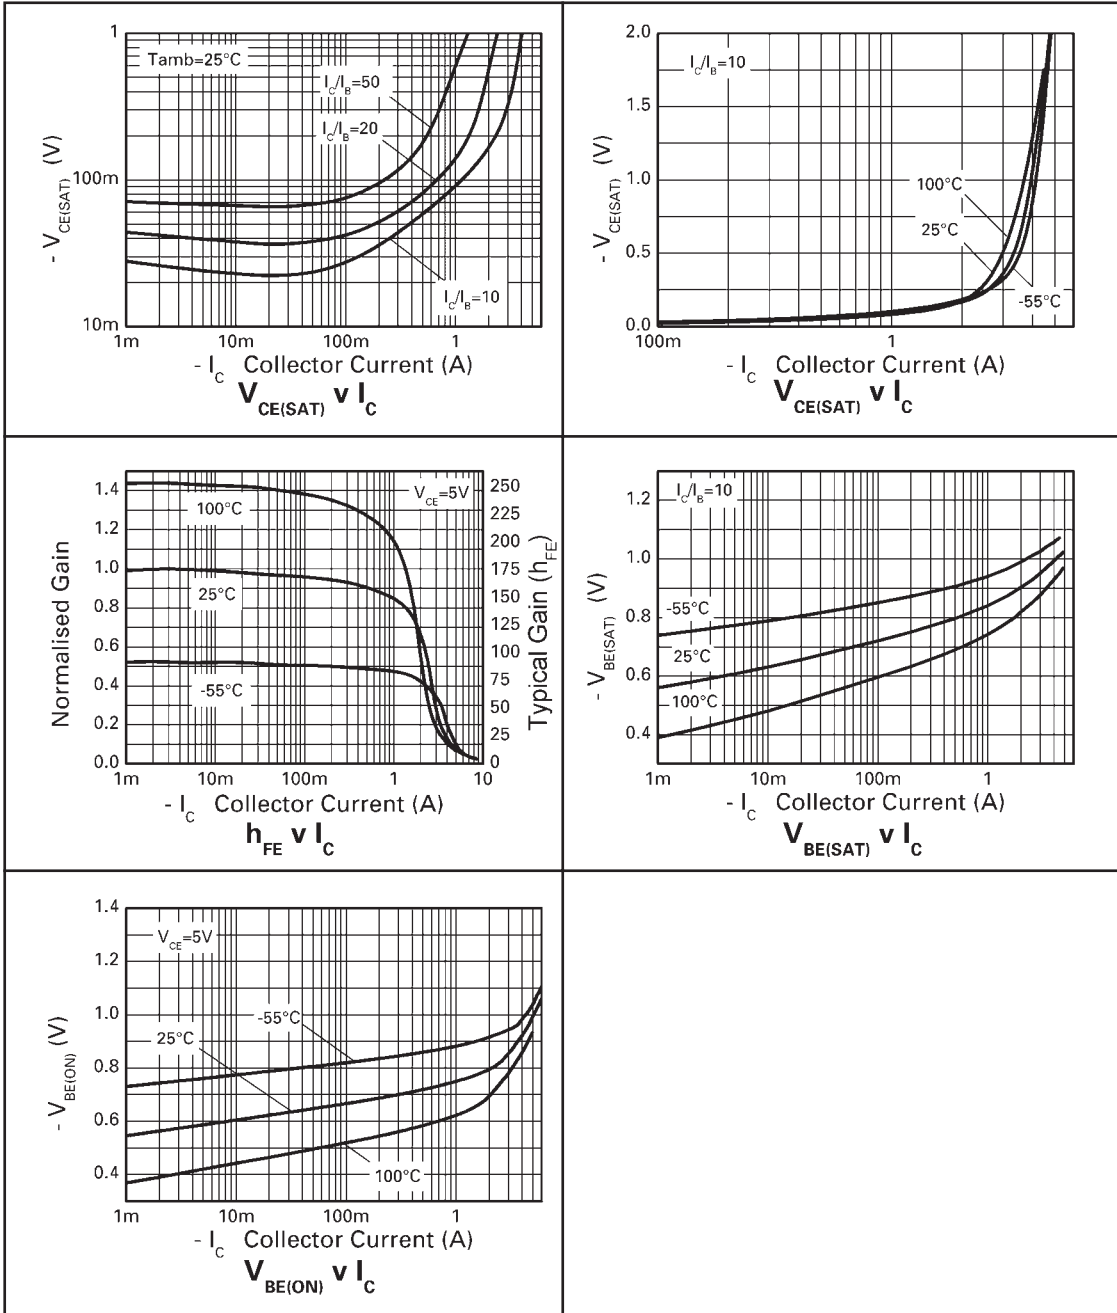 1
Tamb=25°C
I_C/I_B=50
I_C/I_B=20
100m
I_C/I_B=10
10m
1m 10m 100m 1
- V_CE(SAT) (V)
- I_C Collector Current (A)
V_CE(SAT) v I_C
2.0
I_C/I_B=10
1.5
1.0
100°C
25°C
0.5
-55°C
0.0
100m 1
- V_CE(SAT) (V)
- I_C Collector Current (A)
V_CE(SAT) v I_C
1.4 250
V_CE=5V
100°C
225
1.2
200
1.0 175
25°C
0.8 150
125
0.6
100
0.4 75
-55°C
50
0.2
25
0.0 0
1m 10m 100m 1 10
Normalised Gain
Typical Gain (h_FE)
- I_C Collector Current (A)
h_FE v I_C
1.2
I_C/I_B=10
1.0
0.8
-55°C
25°C
0.6
100°C
0.4
1m 10m 100m 1
- V_BE(SAT) (V)
- I_C Collector Current (A)
V_BE(SAT) v I_C
1.4
V_CE=5V
1.2
1.0
-55°C
25°C
0.8
0.6
0.4
100°C
1m 10m 100m 1
- V_BE(ON) (V)
- I_C Collector Current (A)
V_BE(ON) v I_C